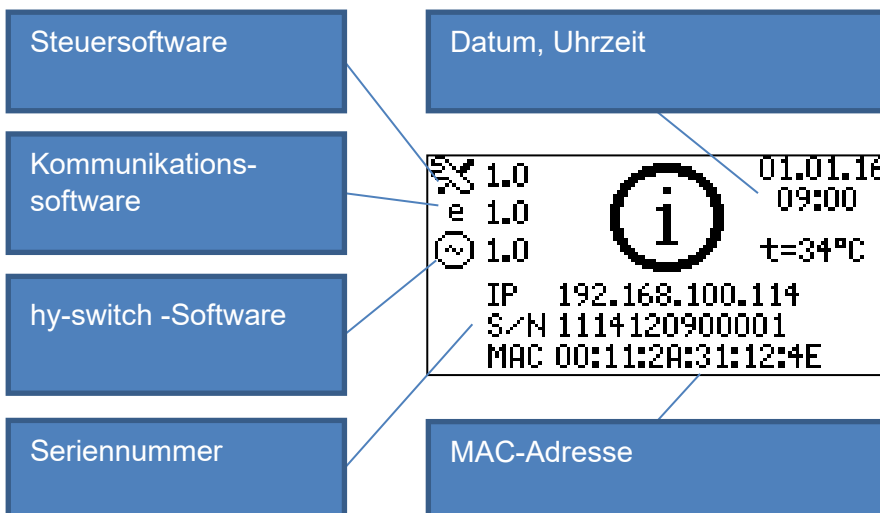 Steuersoftware
Datum, Uhrzeit
Kommunikations-
software
hy-switch -Software
Seriennummer
MAC-Adresse
1.0
e 1.0
1.0
i
01.01.16
09:00
t=34°C
IP 192.168.100.114
S/N 1114120900001
MAC 00:11:2A:31:12:4E